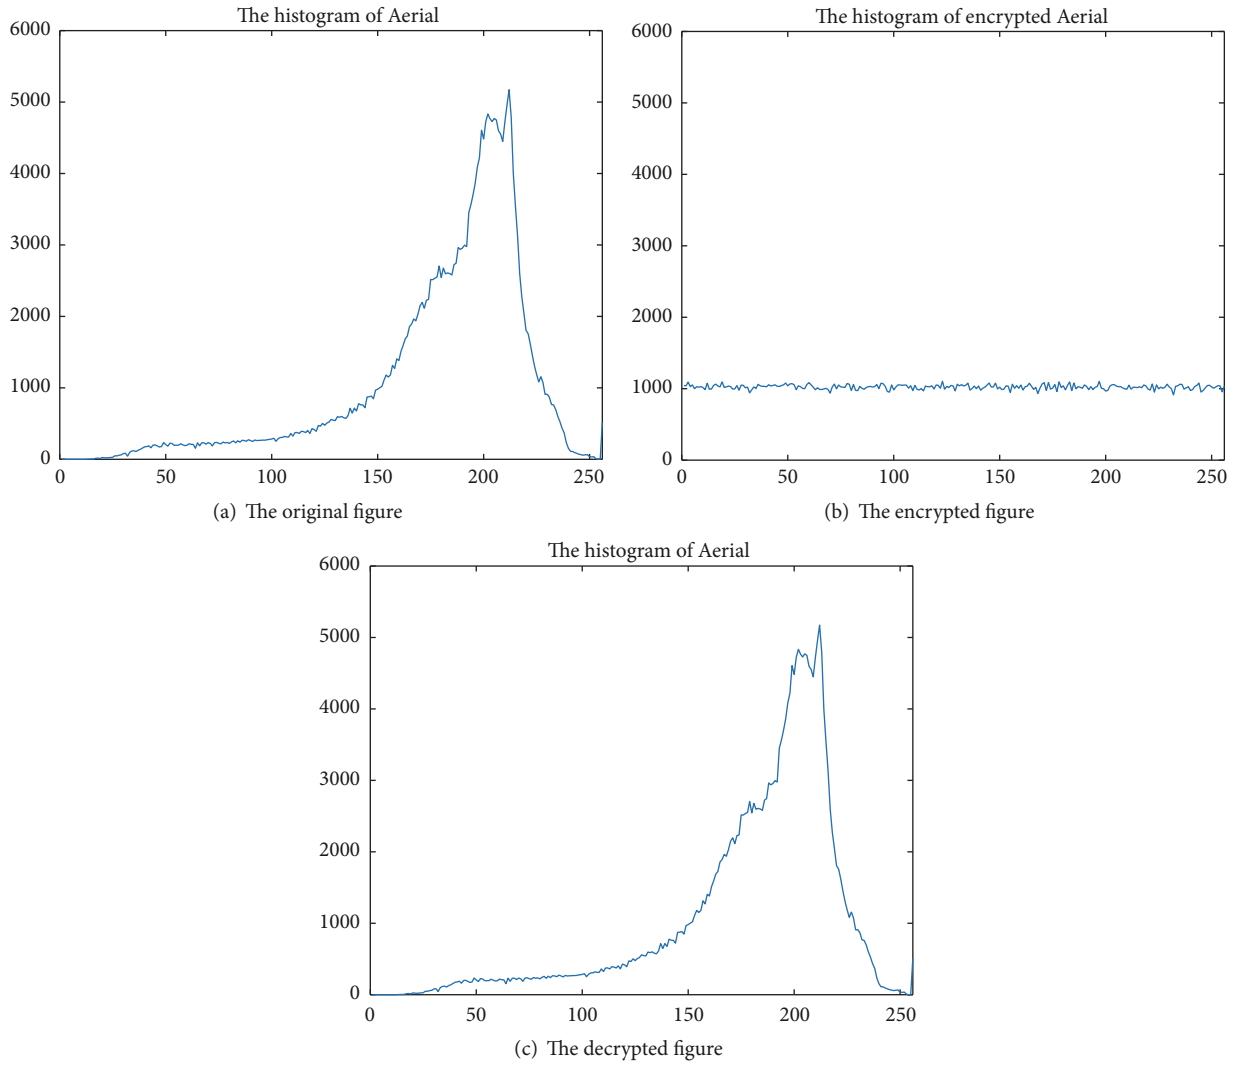 The histogram of Aerial
6000
5000
4000
3000
2000
1000
0
0 50 100 150 200 250
(a) The original figure
The histogram of encrypted Aerial
6000
5000
4000
3000
2000
1000
0
0 50 100 150 200 250
(b) The encrypted figure
The histogram of Aerial
6000
5000
4000
3000
2000
1000
0
0 50 100 150 200 250
(c) The decrypted figure